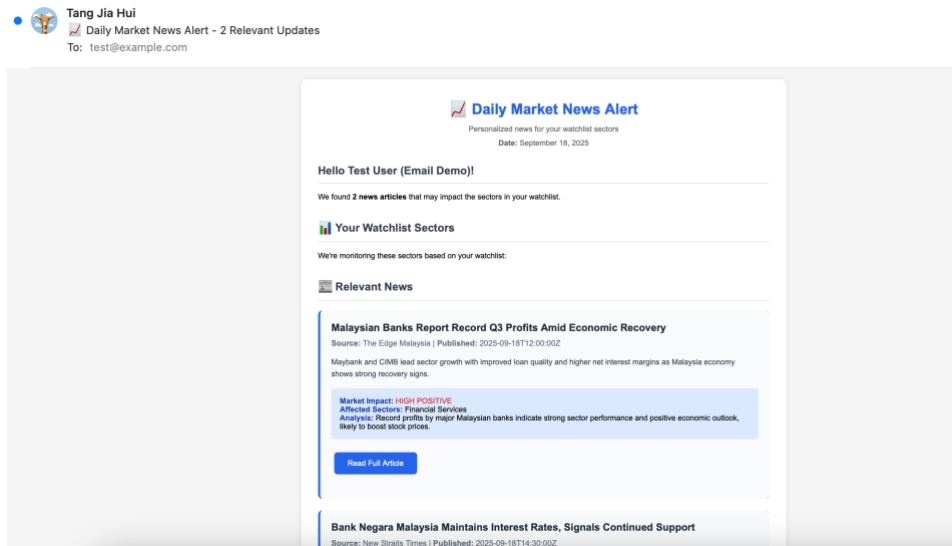 Tang Jia Hui
📈 Daily Market News Alert - 2 Relevant Updates
To: test@example.com
📈 Daily Market News Alert
Personalized news for your watchlist sectors
Date: September 18, 2025
Hello Test User (Email Demo)!
We found 2 news articles that may impact the sectors in your watchlist.
📊 Your Watchlist Sectors
We're monitoring these sectors based on your watchlist:
📰 Relevant News
Malaysian Banks Report Record Q3 Profits Amid Economic Recovery
Source: The Edge Malaysia | Published: 2025-09-18T12:00:00Z
Maybank and CIMB lead sector growth with improved loan quality and higher net interest margins as Malaysia economy
shows strong recovery signs.
Market Impact: HIGH POSITIVE
Affected Sectors: Financial Services
Analysis: Record profits by major Malaysian banks indicate strong sector performance and positive economic outlook,
likely to boost stock prices.
Read Full Article
Bank Negara Malaysia Maintains Interest Rates, Signals Continued Support
Source: New Straits Times | Published: 2025-09-18T14:30:00Z